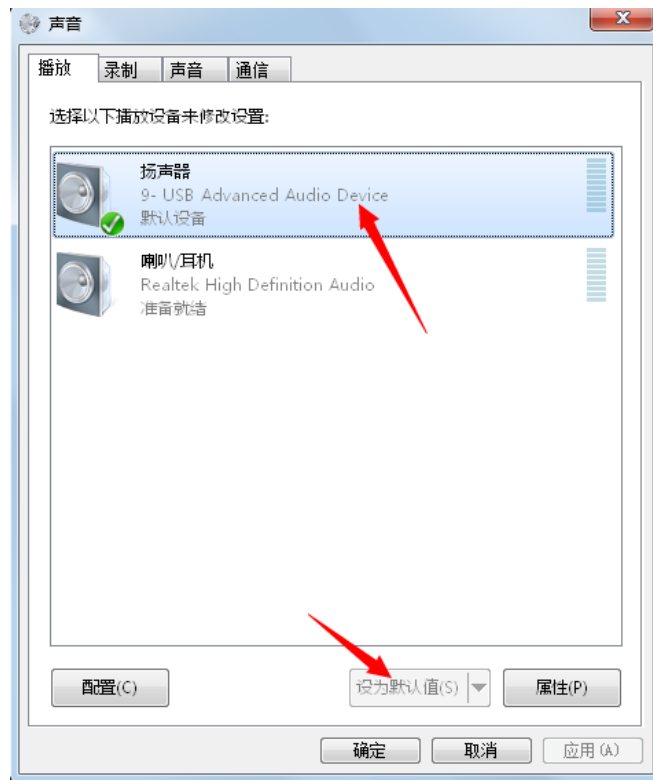 声音
播放 录制 声音 通信
选择以下播放设备来修改设置:
扬声器
9- USB Advanced Audio Device
默认设备
喇叭/耳机
Realtek High Definition Audio
准备就绪
配置(C) 设为默认值(S) 属性(P)
确定 取消 应用(A)